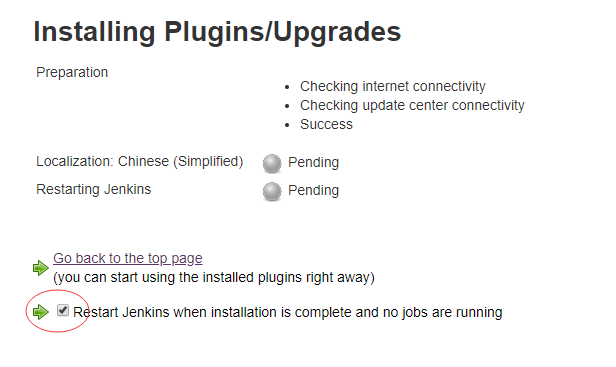 Installing Plugins/Upgrades
Preparation
Checking internet connectivity
Checking update center connectivity
Success
Localization: Chinese (Simplified) Pending
Restarting Jenkins Pending
Go back to the top page
(you can start using the installed plugins right away)
Restart Jenkins when installation is complete and no jobs are running